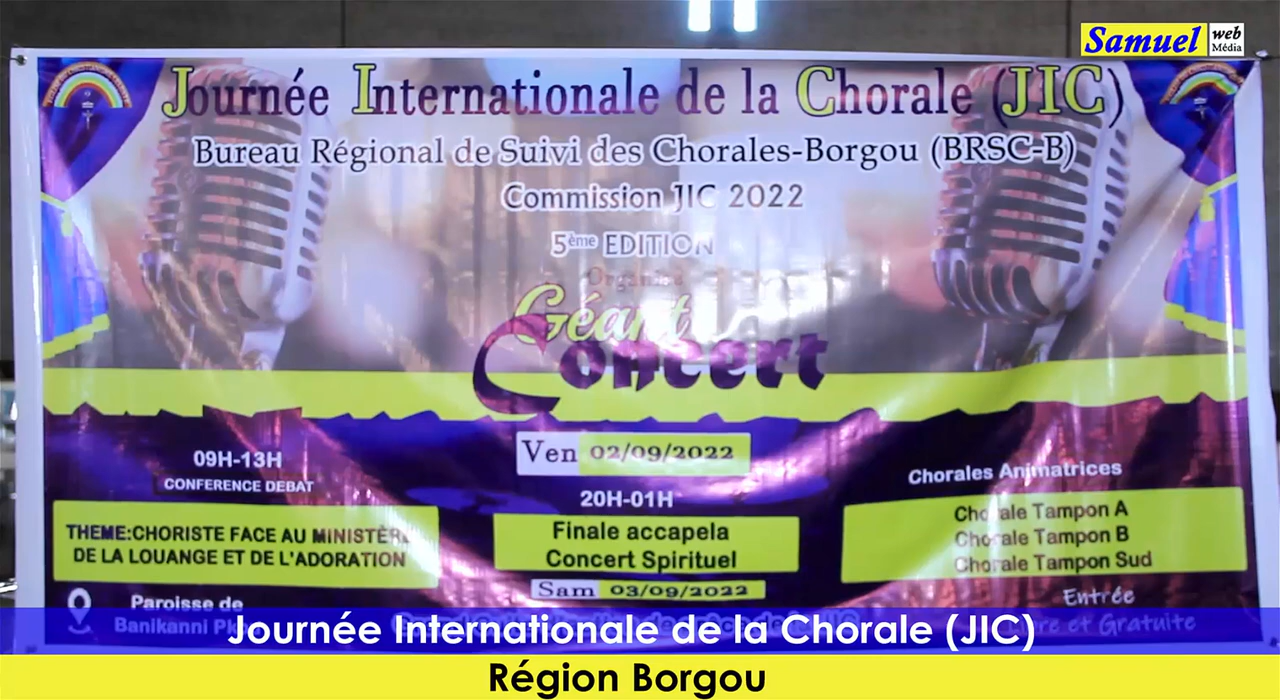 Samuel web Média
Journée Internationale de la Chorale (JIC)
Bureau Régional de Suivi des Chorales-Borgou (BRSC-B)
Commission JIC 2022
5ème EDITION
Organise
Géant
Concert
Ven 02/09/2022
09H-13H
CONFERENCE DEBAT
THEME:CHORISTE FACE AU MINISTÈRE
DE LA LOUANGE ET DE L'ADORATION
20H-01H
Finale accapela
Concert Spirituel
Sam 03/09/2022
Chorales Animatrices
Chorale Tampon A
Chorale Tampon B
Chorale Tampon Sud
Paroisse de
Banikanni
Entrée
et Gratuite
Journée Internationale de la Chorale (JIC)
Région Borgou